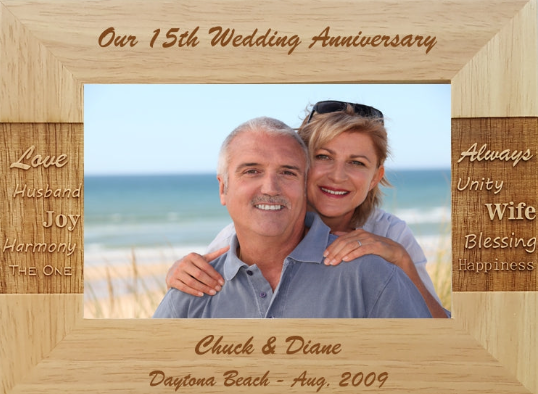 Our 15th Wedding Anniversary
Love
Husband
Joy
Harmony
The One
Always
Unity
Wife
Blessing
Happiness
Chuck & Diane
Daytona Beach - Aug. 2009